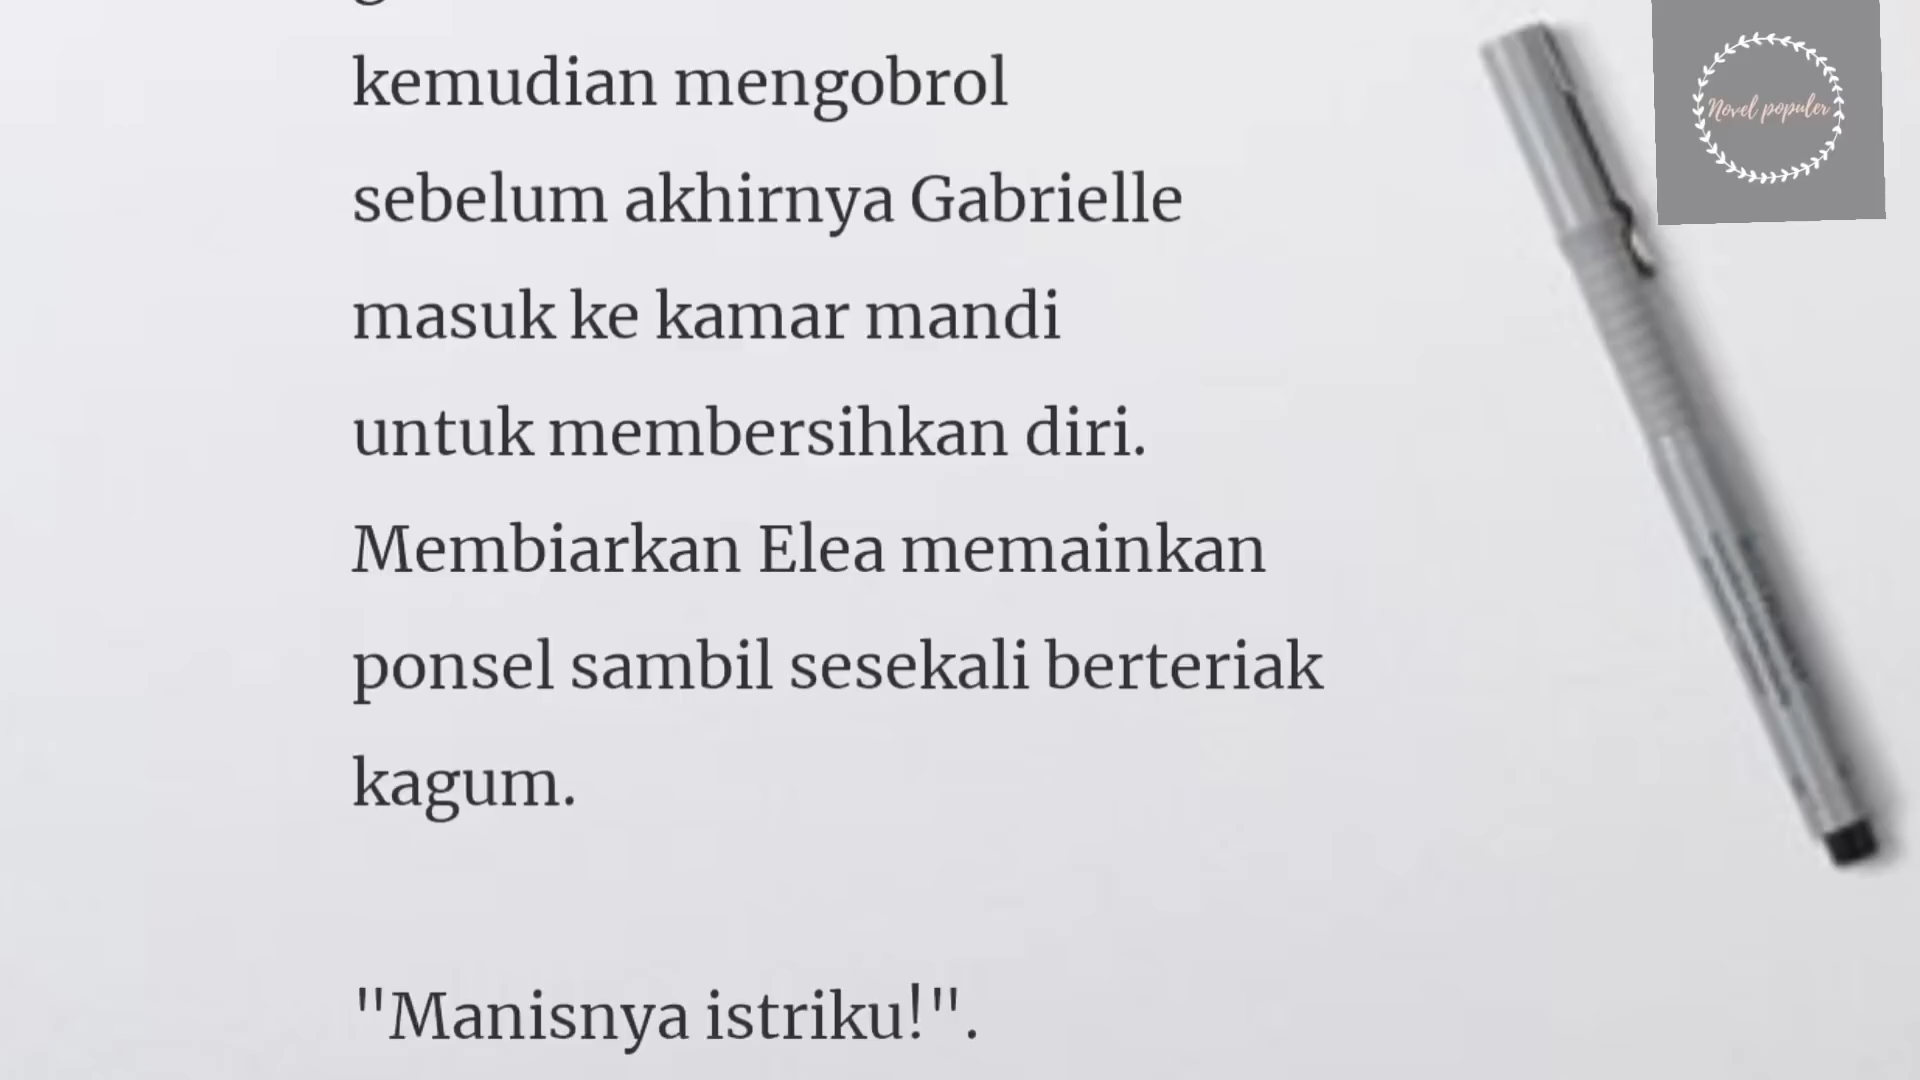 kemudian mengobrol
sebelum akhirnya Gabrielle
masuk ke kamar mandi
untuk membersihkan diri.
Membiarkan Elea memainkan
ponsel sambil sesekali berteriak
kagum.
"Manisnya istriku!".
Novel populer